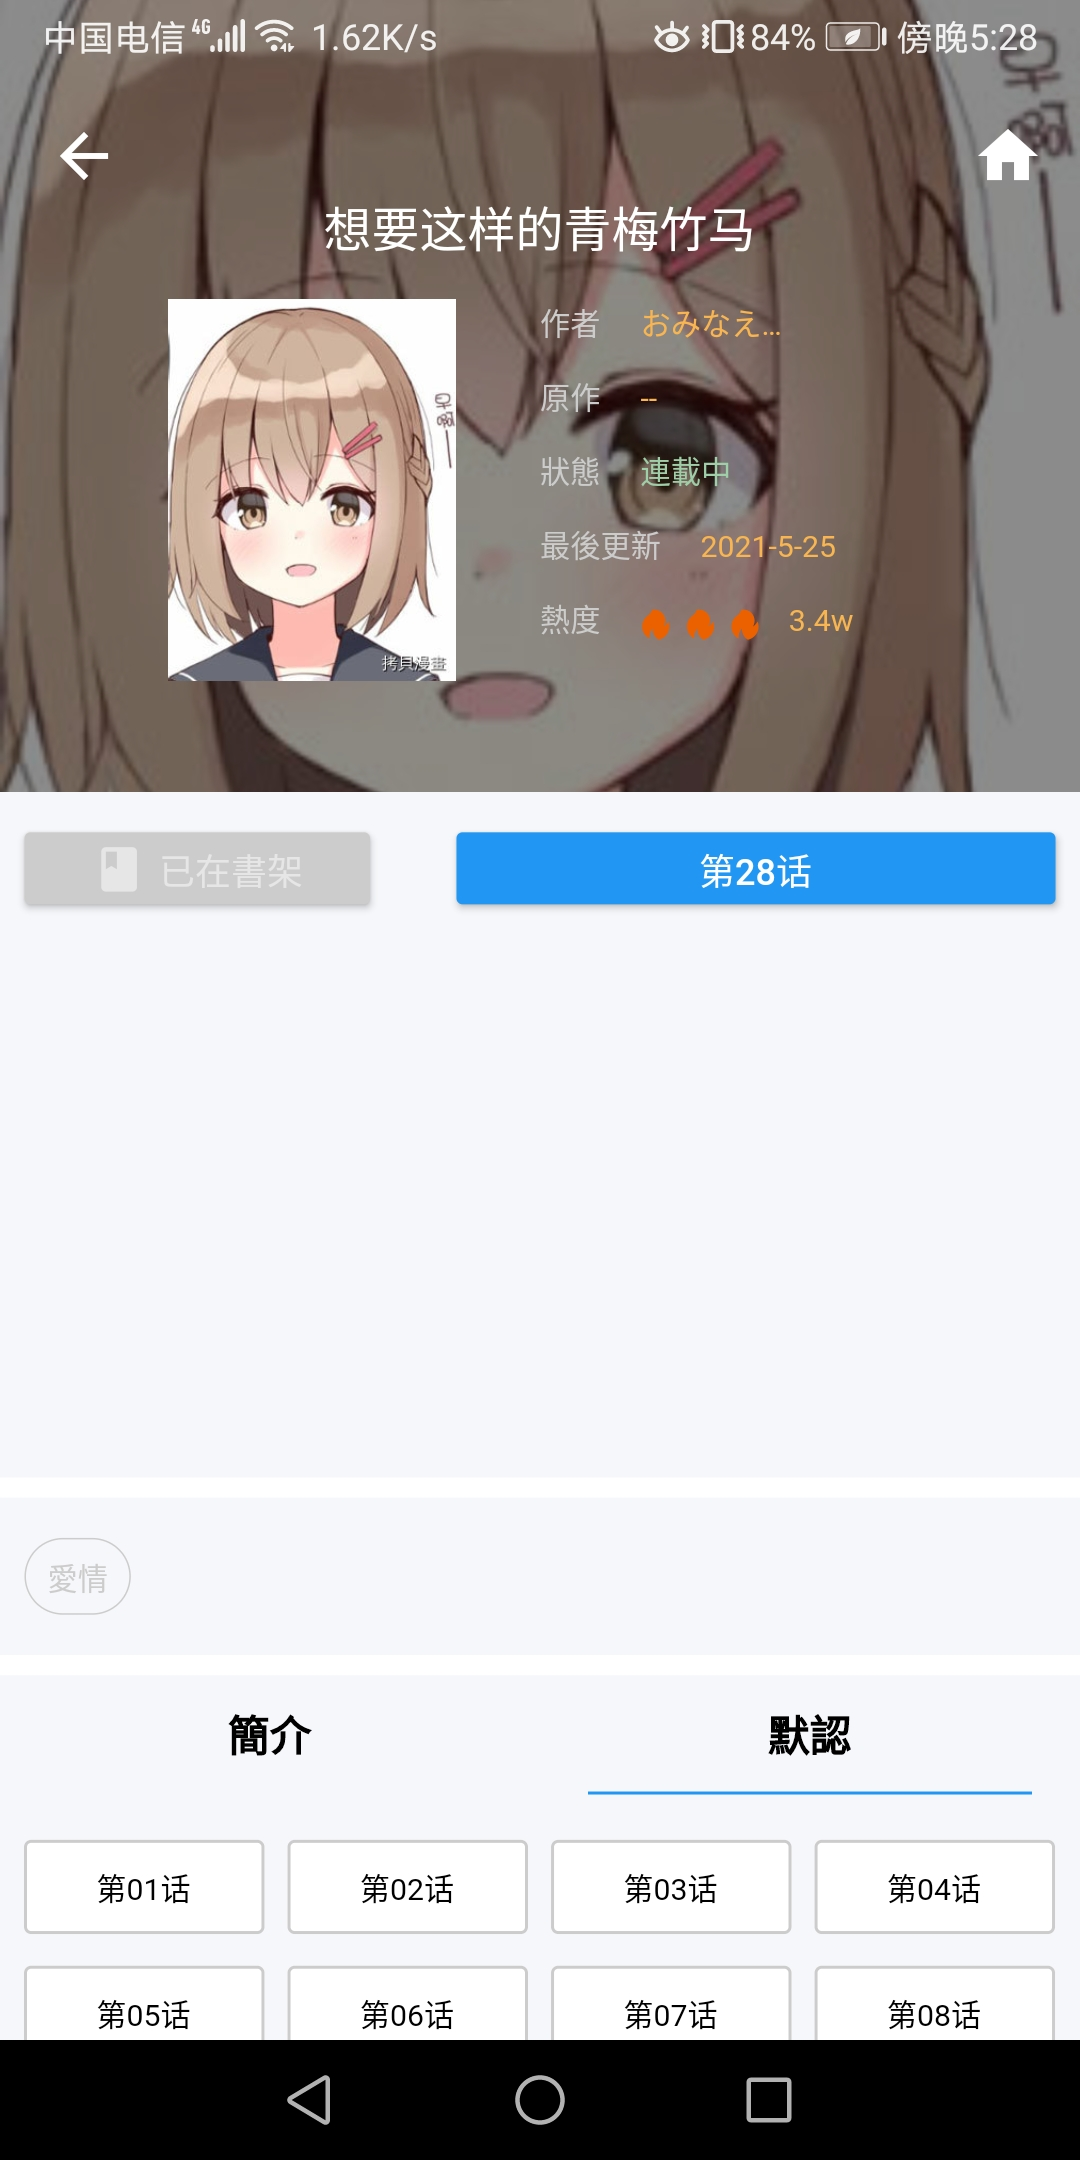 中国电信 4G 1.62K/s 84% 傍晚5:28
想要这样的青梅竹马
作者 おみなえ...
原作 --
狀態 連載中
最後更新 2021-5-25
熱度 3.4w
拷貝漫畫
已在書架 第28话
愛情
簡介 默認
第01话 第02话 第03话 第04话
第05话 第06话 第07话 第08话